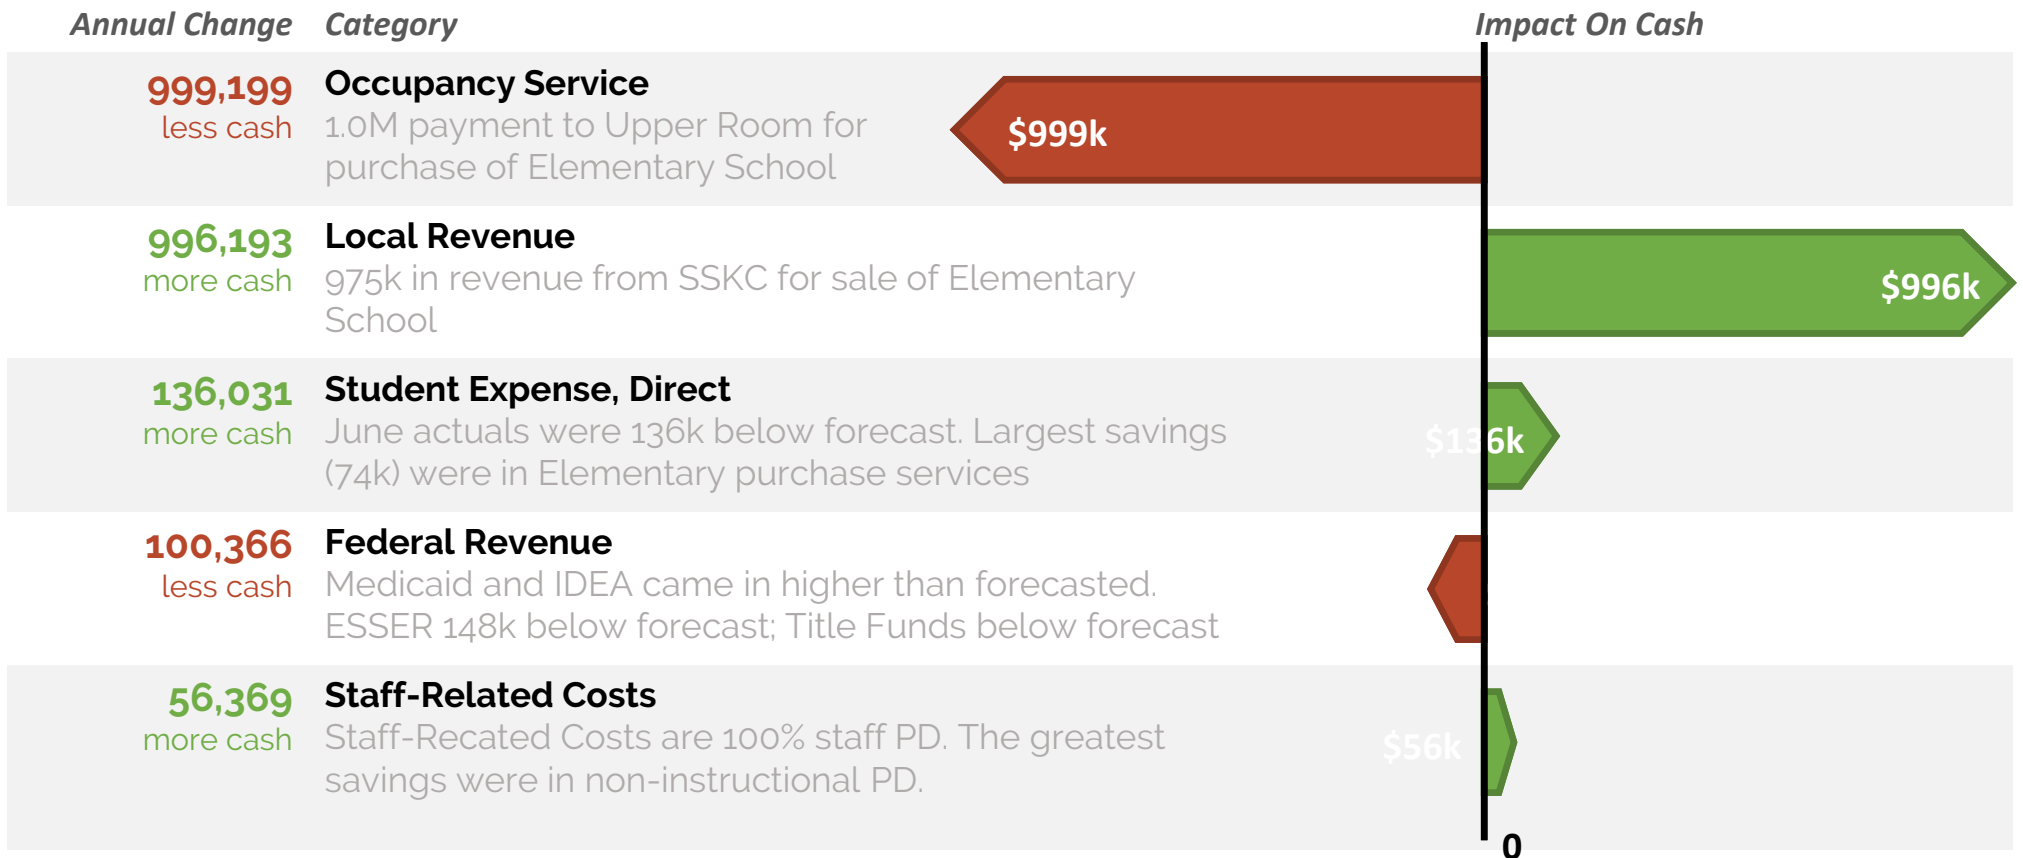 Annual Change Category Impact On Cash
999,199 Occupancy Service
less cash 1.0M payment to Upper Room for
purchase of Elementary School
$999k
996,193 Local Revenue
more cash 975k in revenue from SSKC for sale of Elementary
School
$996k
136,031 Student Expense, Direct
more cash June actuals were 136k below forecast. Largest savings
(74k) were in Elementary purchase services
$136k
100,366 Federal Revenue
less cash Medicaid and IDEA came in higher than forecasted.
ESSER 148k below forecast; Title Funds below forecast
56,369 Staff-Related Costs
more cash Staff-Recated Costs are 100% staff PD. The greatest
savings were in non-instructional PD.
$56k
0